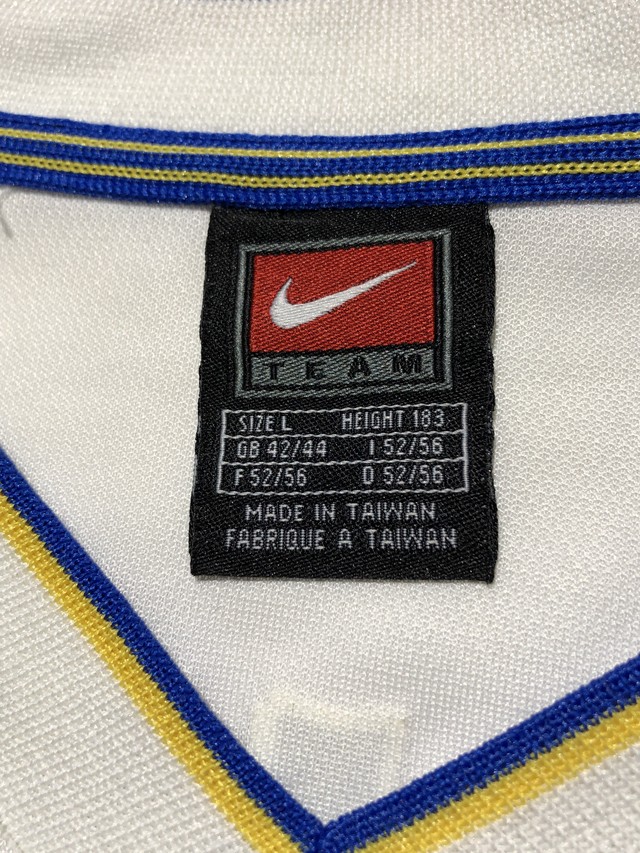 TEAM
SIZE L HEIGHT 183
GB 42/44 I 52/56
F 52/56 D 52/56
MADE IN TAIWAN
FABRIQUE A TAIWAN